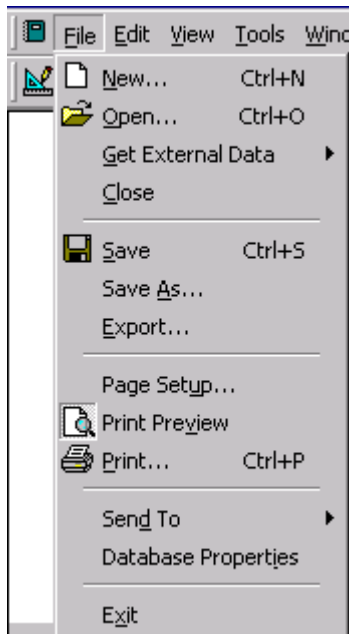 File Edit View Tools Winc
New... Ctrl+N
Open... Ctrl+O
Get External Data
Close
Save Ctrl+S
Save As...
Export...
Page Setup...
Print Preview
Print... Ctrl+P
Send To
Database Properties
Exit